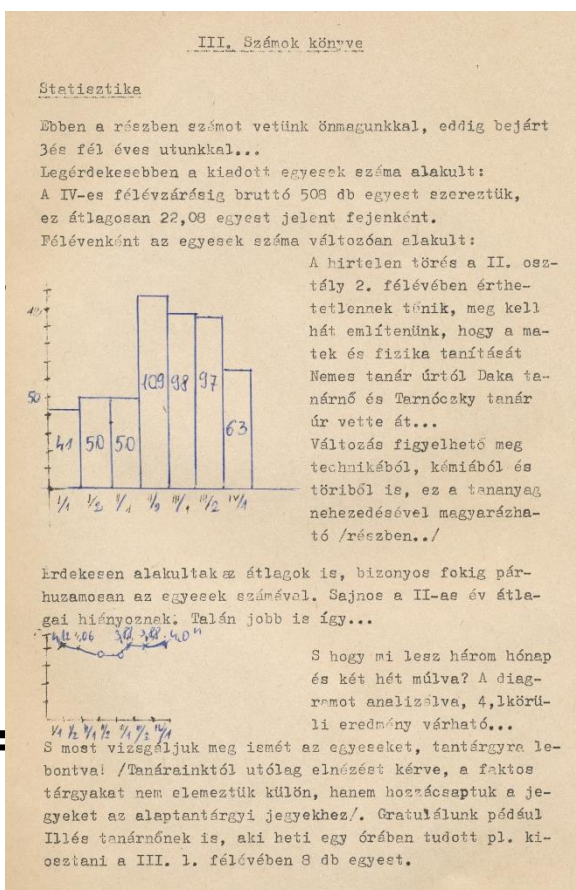 III. Számok könyve
Statisztika
Ebben a részben számot vetünk önmagunkkal, eddig bejárt
3és fél éves utunkkal...
Legérdekesebben a kiadott egyesek száma alakult:
A IV-es félévzárásig bruttó 508 db egyest szereztük,
ez átlagosan 22,08 egyest jelent fejenként.
Félévenként az egyesek száma változóan alakult:
A hirtelen törés a II. osz-
tály 2. félévében érthe-
tetlennek tűnik, meg kell
hát említenünk, hogy a ma-
tek és fizika tanítását
Nemes tanár úrtól Daka ta-
nárnő és Tarnóczky tanár
úr vette át...
Változás figyelhető meg
technikából, kémiából és
töriből is, ez a tananyag
nehezedésével magyarázha-
tó /részben../
50
41 50 50 109 98 97 63
I/1 I/2 II/1 II/2 III/1 III/2 IV/1
Érdekesen alakultak az átlagok is, bizonyos fokig pár-
huzamosan az egyesek számával. Sajnos a II-as év átla-
gai hiányoznak. Talán jobb is így...
4,12 4,06
S hogy mi lesz három hónap
és két hét múlva? A diag-
ramot analizálva, 4,1körü-
li eredmény várható...
S most vizsgáljuk meg ismét az egyeseket, tantárgyra le-
bontva! /Tanárainktól utólag elnézést kérve, a faktos
tárgyakat nem elemeztük külön, hanem hozzácsaptuk a je-
gyeket az alaptantárgyi jegyekhez/. Gratulálunk pédául
Illés tanárnőnek is, aki heti egy órában tudott pl. ki-
osztani a III. 1. félévében 8 db egyest.